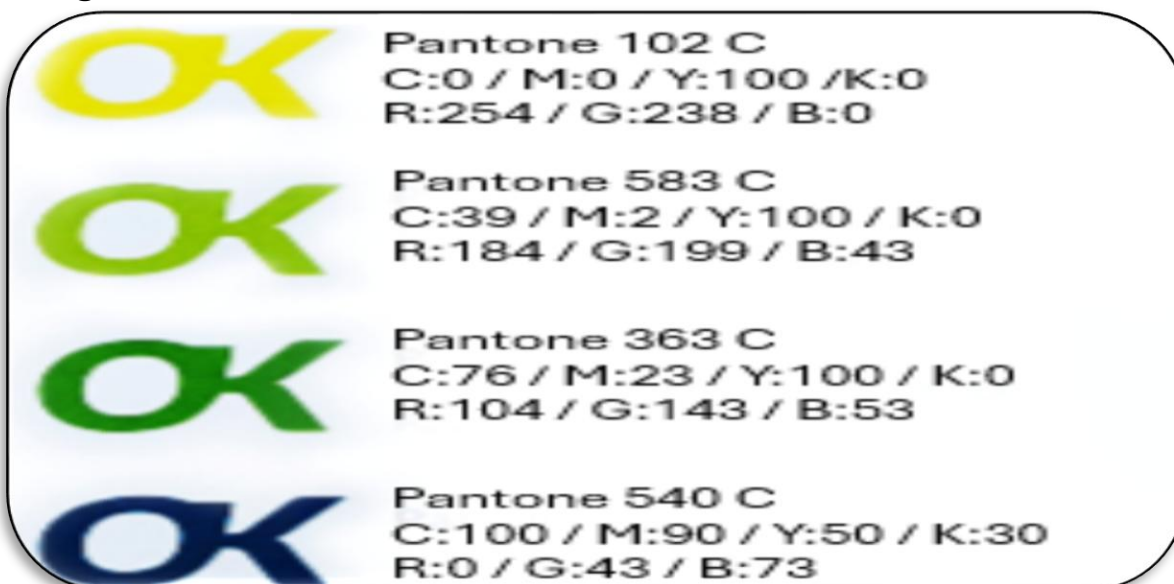 OK
Pantone 102 C
C:0 / M:0 / Y:100 /K:0
R:254 / G:238 / B:0
OK
Pantone 583 C
C:39 / M:2 / Y:100 / K:0
R:184 / G:199 / B:43
OK
Pantone 363 C
C:76 / M:23 / Y:100 / K:0
R:104 / G:143 / B:53
OK
Pantone 540 C
C:100 / M:90 / Y:50 / K:30
R:0 / G:43 / B:73